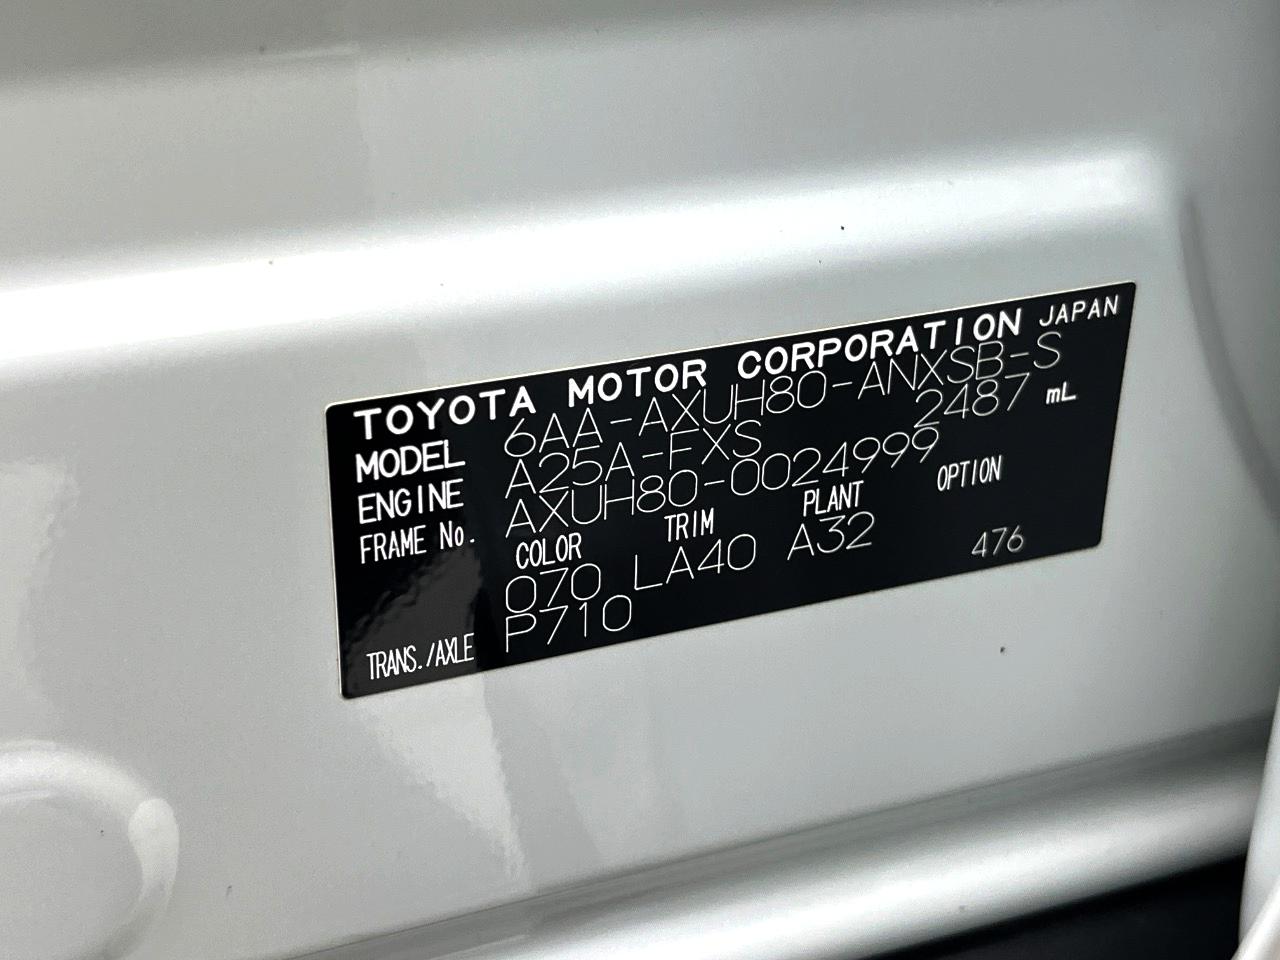 TOYOTA MOTOR CORPORATION JAPAN
MODEL 6AA-AXUH80-ANXSB-S
ENGINE A25A-FXS 2487 mL
FRAME No. AXUH80-0024999
COLOR TRIM PLANT OPTION
070 LA40 A32 476
TRANS./AXLE P710